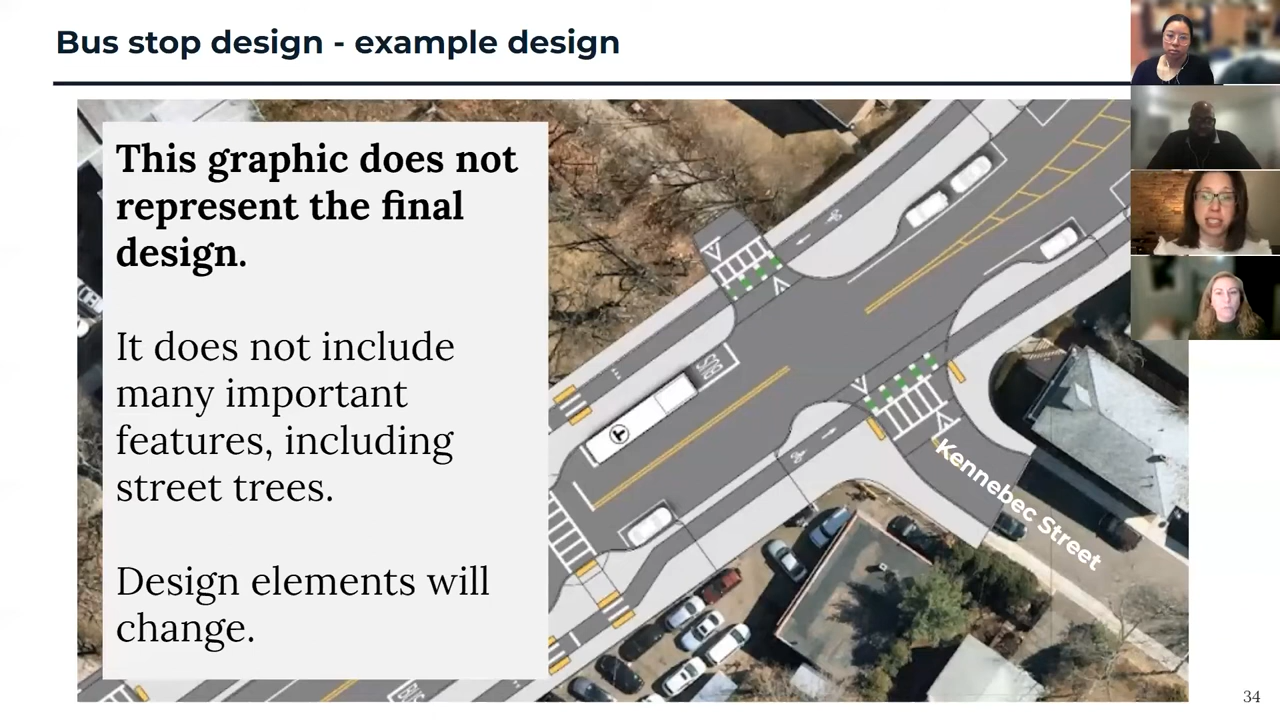 Bus stop design - example design
This graphic does not
represent the final
design.
It does not include
many important
features, including
street trees.
Design elements will
change.
BUS
T
Kennebec Street
BUS
34